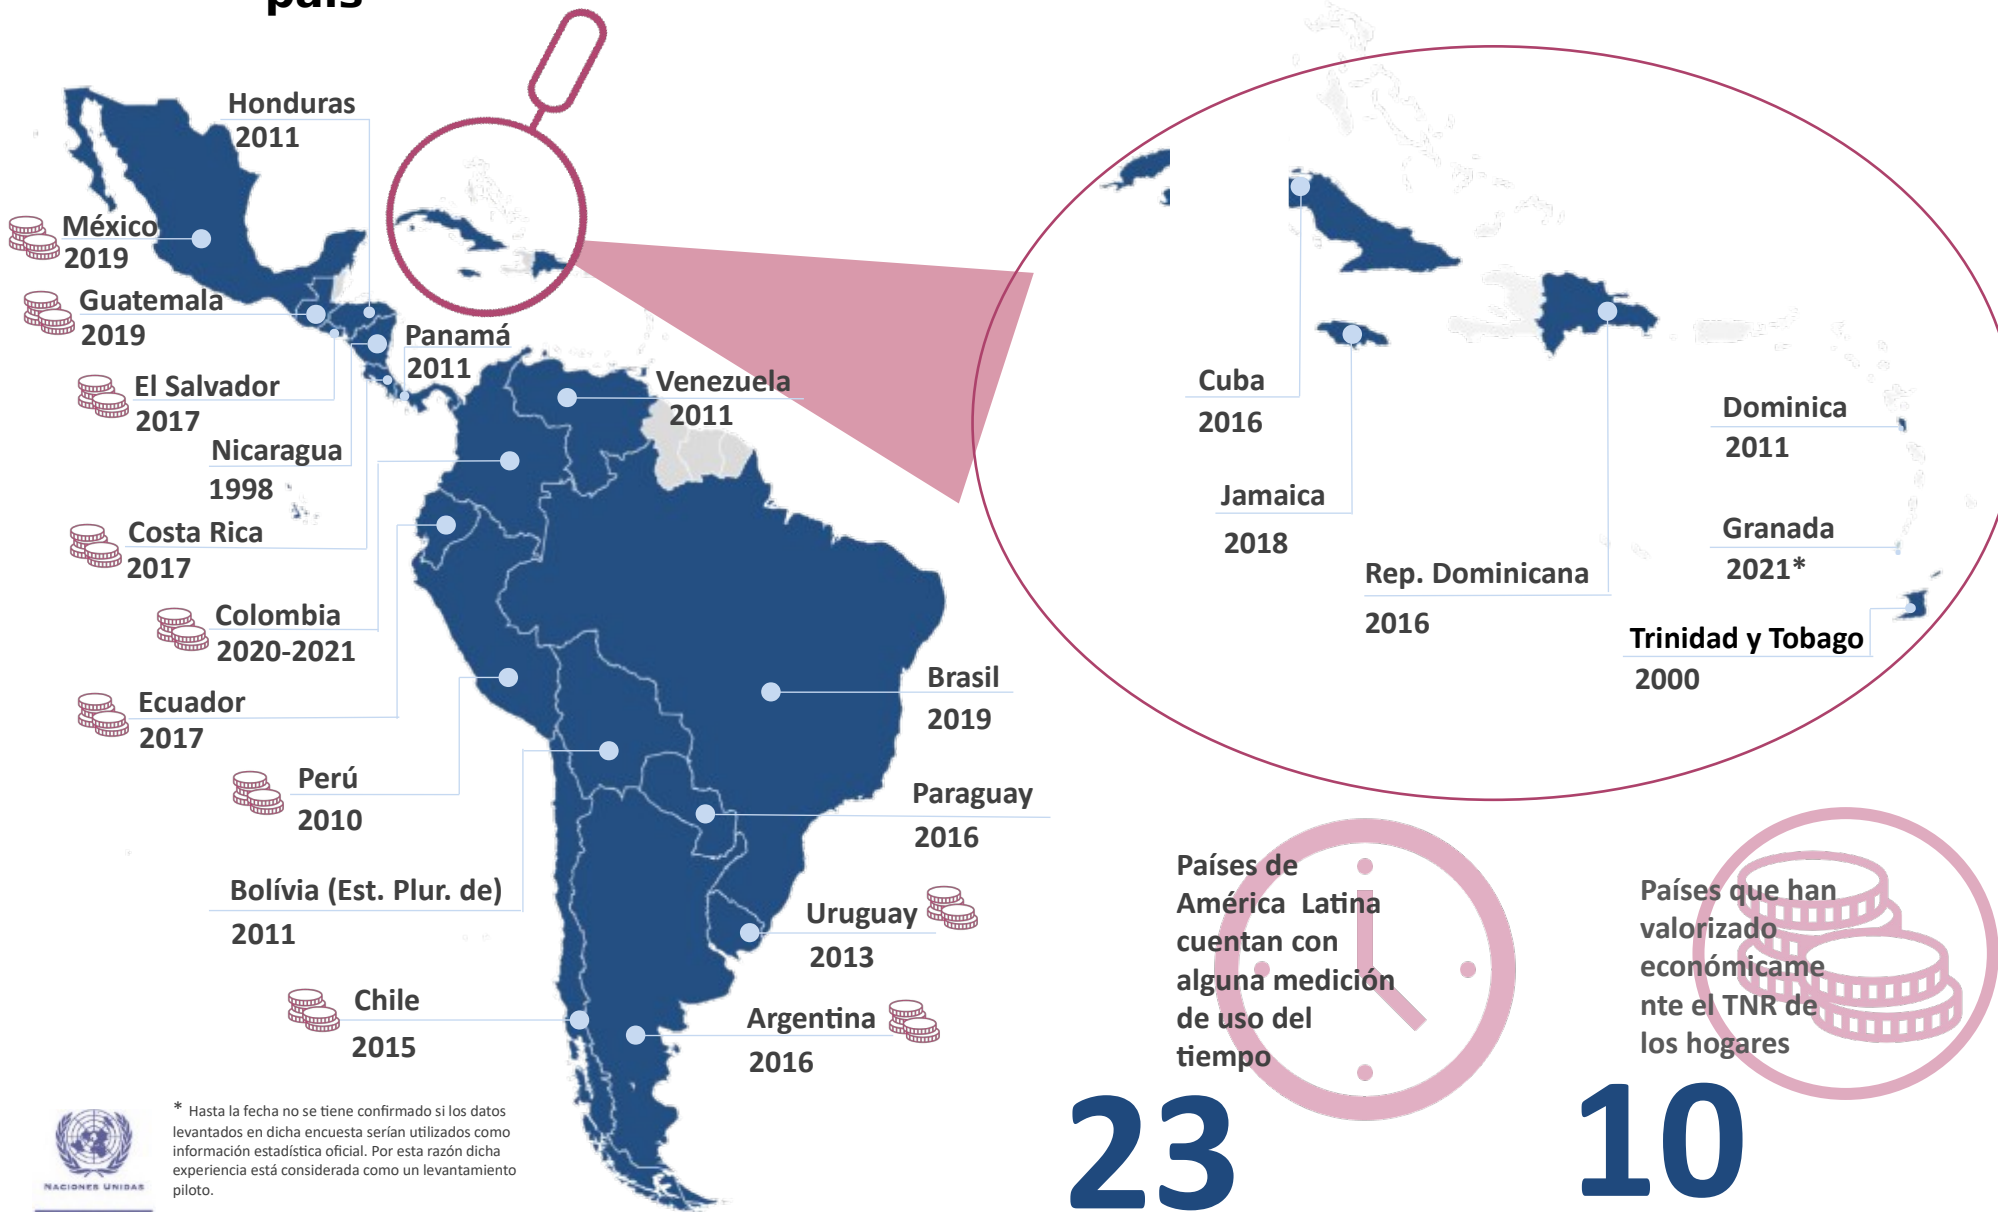 país
Honduras
2011
México
2019
Guatemala
2019
Panamá
2011
El Salvador
2017
Venezuela
2011
Nicaragua
1998
Costa Rica
2017
Colombia
2020-2021
Ecuador
2017
Perú
2010
Brasil
2019
Paraguay
2016
Bolívia (Est. Plur. de)
2011
Uruguay
2013
Chile
2015
Argentina
2016
Cuba
2016
Jamaica
2018
Rep. Dominicana
2016
Dominica
2011
Granada
2021*
Trinidad y Tobago
2000
Países de
América Latina
cuentan con
alguna medición
de uso del
tiempo
23
Países que han
valorizado
económicame
nte el TNR de
los hogares
10
NACIONES UNIDAS
* Hasta la fecha no se tiene confirmado si los datos
levantados en dicha encuesta serían utilizados como
información estadística oficial. Por esta razón dicha
experiencia está considerada como un levantamiento
piloto.